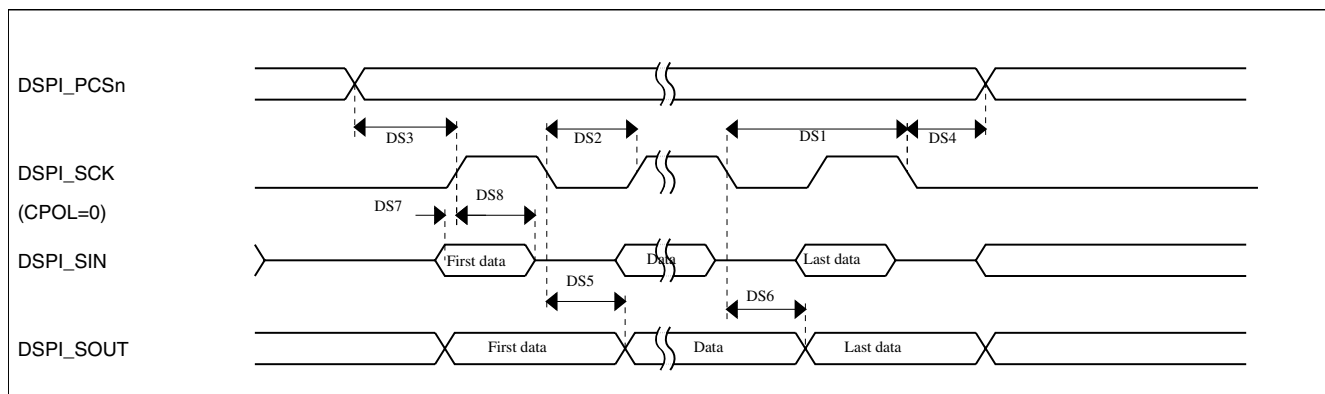 DSPI_PCSn
DS3
DS2
DS1
DS4
DSPI_SCK
(CPOL=0)
DS7
DS8
DSPI_SIN
First data
Data
Last data
DS5
DS6
DSPI_SOUT
First data
Data
Last data